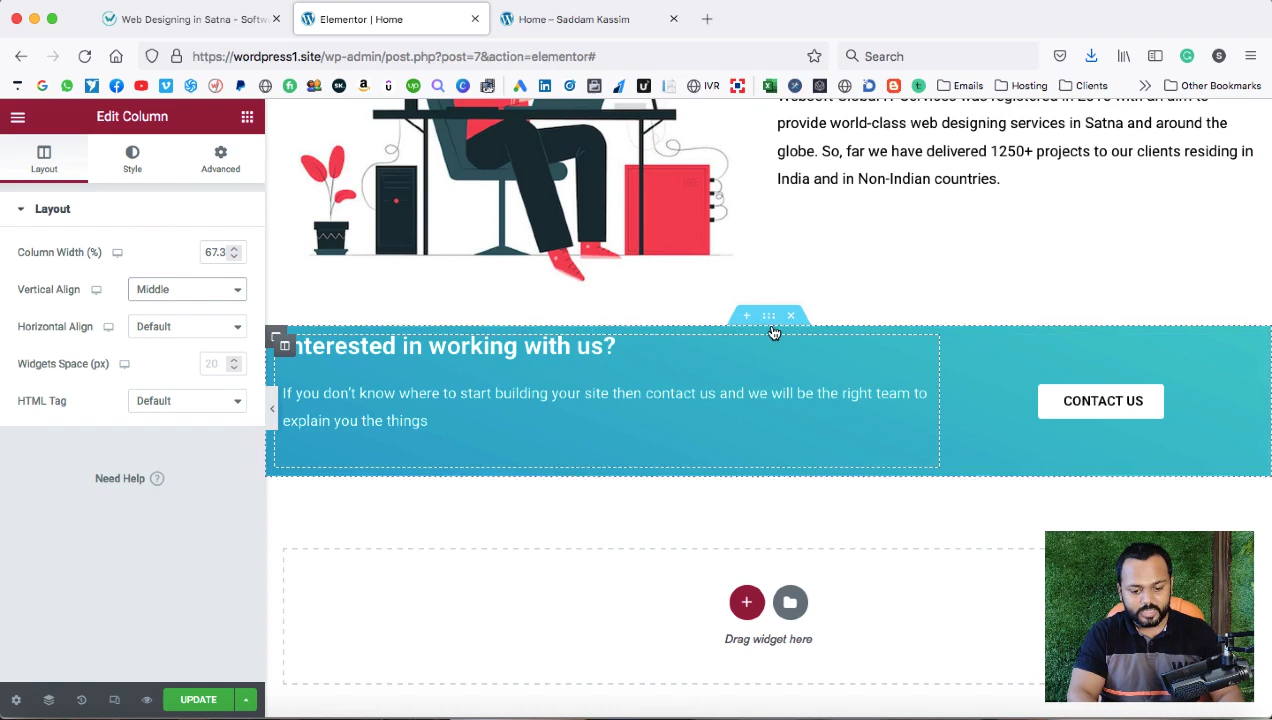 Web Designing in Satna - Softw
Elementor | Home
Home – Saddam Kassim
https://wordpress1.site/wp-admin/post.php?post=7&action=elementor#
Search
IVR
Emails
Hosting
Clients
Other Bookmarks
Edit Column
Layout
Style
Advanced
Layout
Column Width (%)
67.3
Vertical Align
Middle
Horizontal Align
Default
Widgets Space (px)
20
HTML Tag
Default
Need Help
UPDATE
provide world-class web designing services in Satna and around the
globe. So, far we have delivered 1250+ projects to our clients residing in
India and in Non-Indian countries.
nterested in working with us?
If you don't know where to start building your site then contact us and we will be the right team to
explain you the things
CONTACT US
Drag widget here